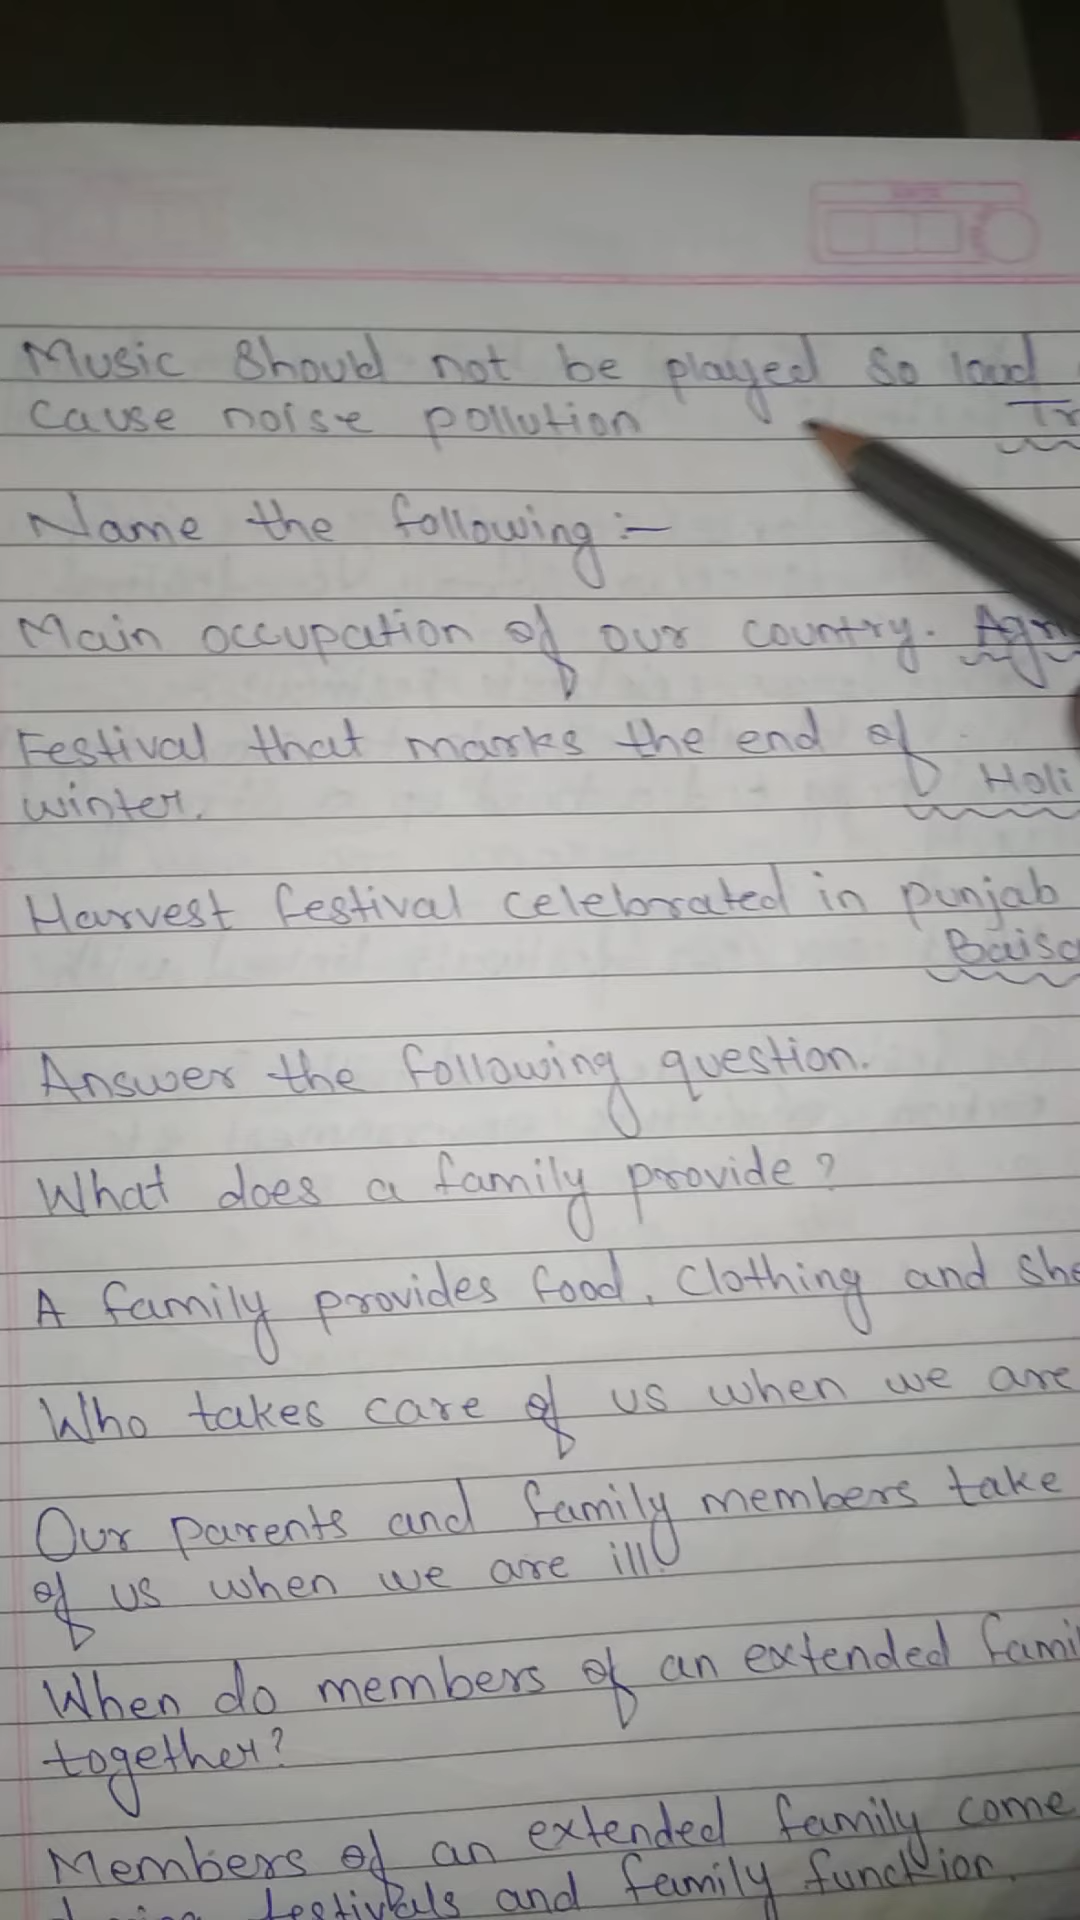 Music Should not be played so loud
cause noise pollution
Name the following :-
Main occupation of our country.
Festival that marks the end of
Holi
winter.
Harvest festival celebrated in punjab
Answer the following question.
What does a family provide?
A family provides food, clothing and
Who takes care of us when we are
Our parents and family members take
of us when we are ill.
When do members of an extended
together?
Members of an extended family come
festivals and family function.